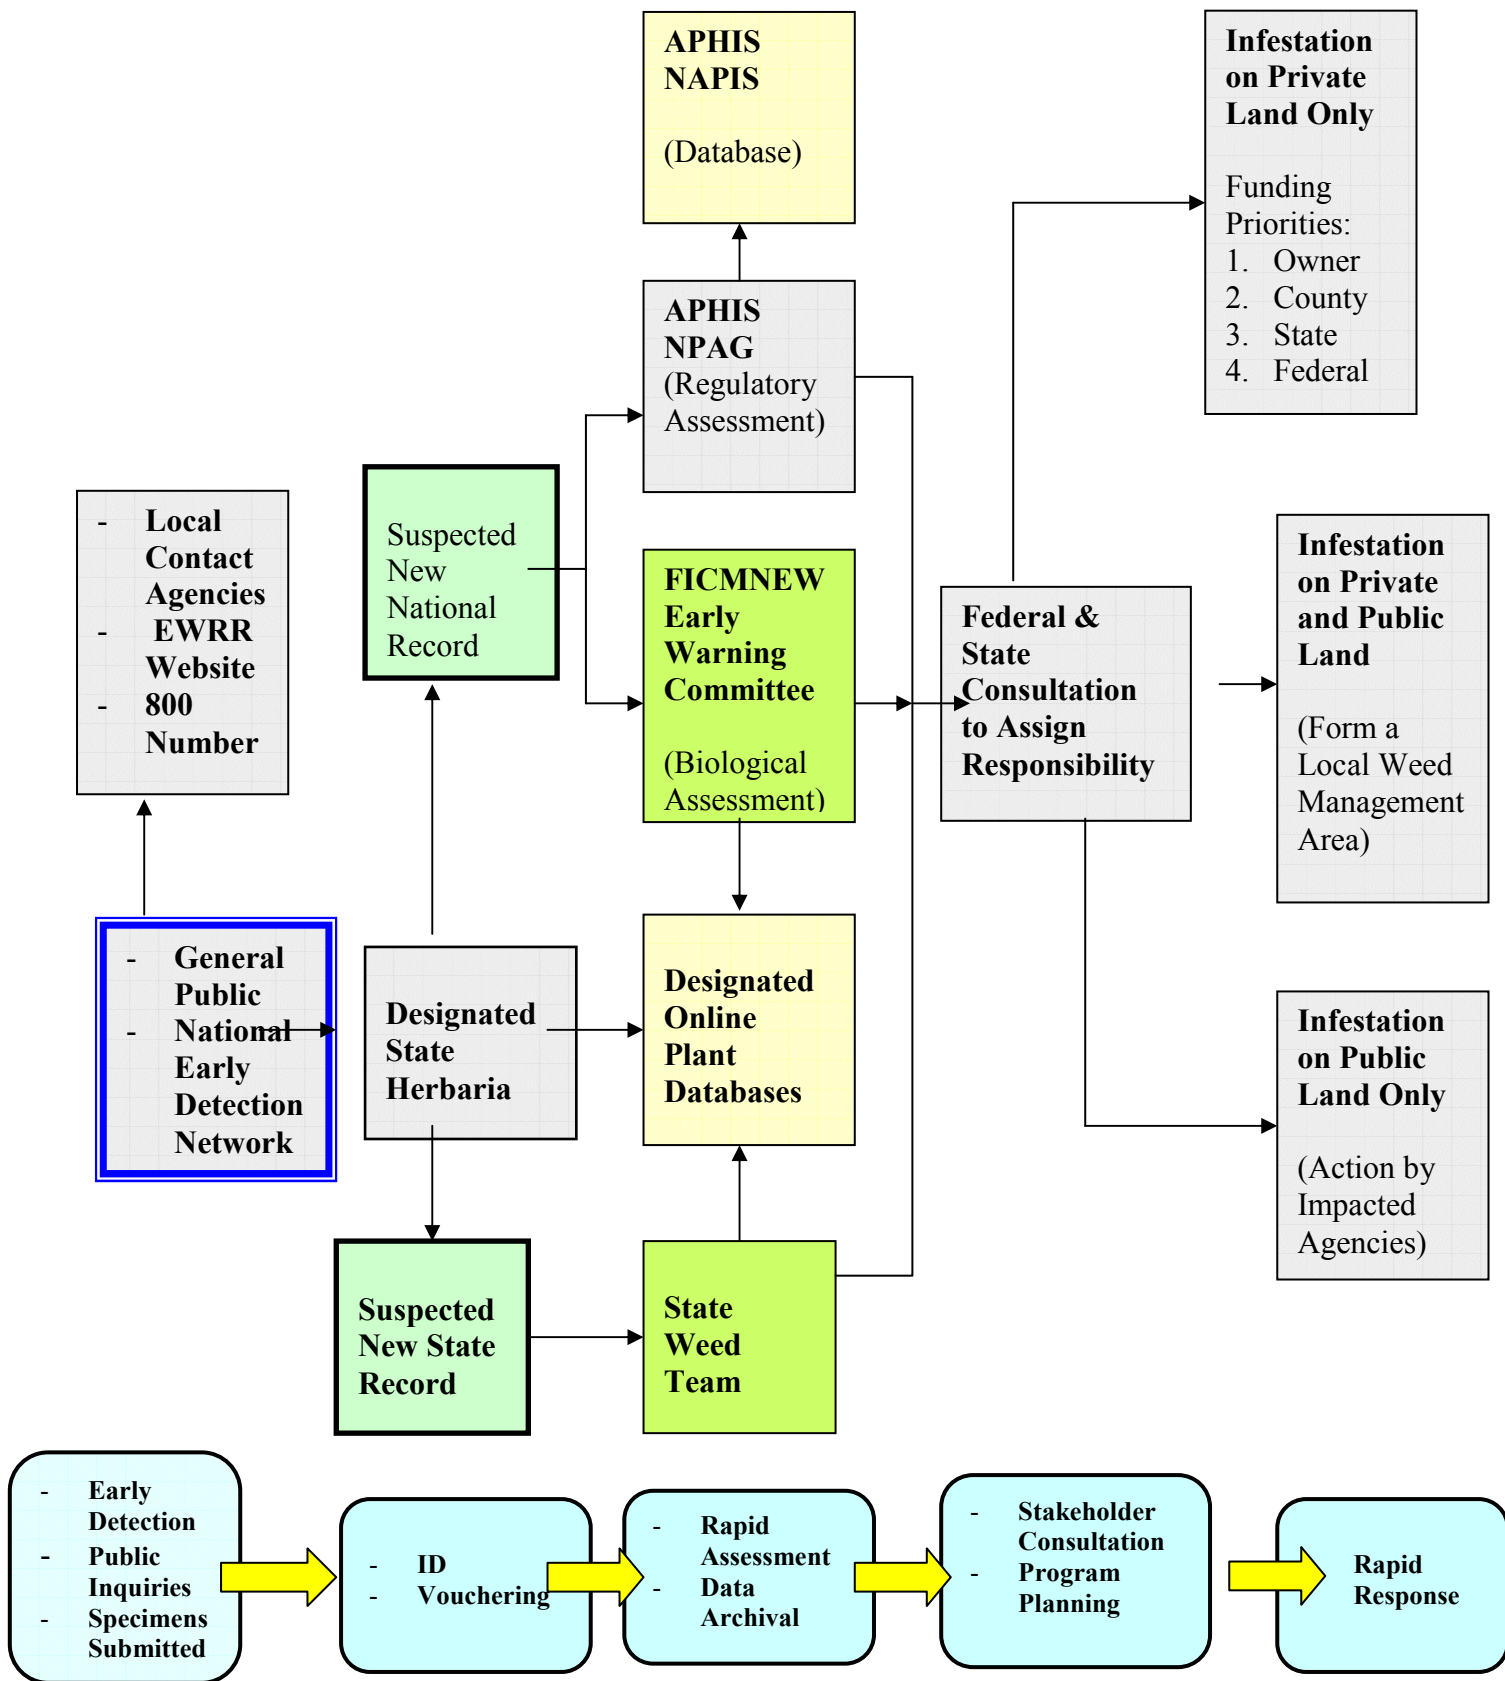 APHIS
NAPIS
(Database)
Infestation
on Private
Land Only
Funding
Priorities:
1. Owner
2. County
3. State
4. Federal
APHIS
NPAG
(Regulatory
Assessment)
- Local
Contact
Agencies
- EWRR
Website
- 800
Number
Suspected
New
National
Record
FICMNEW
Early
Warning
Committee
(Biological
Assessment)
Federal &
State
Consultation
to Assign
Responsibility
Infestation
on Private
and Public
Land
(Form a
Local Weed
Management
Area)
- General
Public
- National
Early
Detection
Network
Designated
State
Herbaria
Designated
Online
Plant
Databases
Infestation
on Public
Land Only
(Action by
Impacted
Agencies)
Suspected
New State
Record
State
Weed
Team
- Early
Detection
- Public
Inquiries
- Specimens
Submitted
- ID
- Vouchering
- Rapid
Assessment
- Data
Archival
- Stakeholder
Consultation
- Program
Planning
Rapid
Response